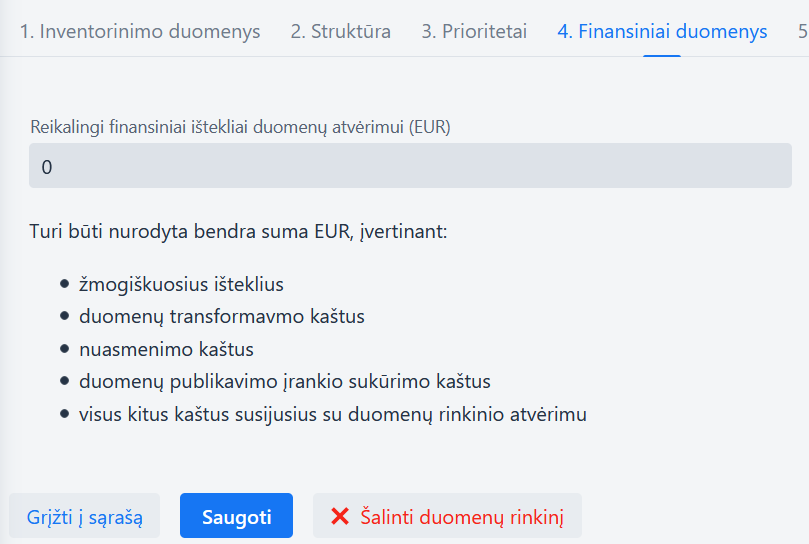 1. Inventorinimo duomenys 2. Struktūra 3. Prioritetai 4. Finansiniai duomenys 5
Reikalingi finansiniai ištekliai duomenų atvėrimui (EUR)
0
Turi būti nurodyta bendra suma EUR, įvertinant:
• žmogiškuosius išteklius
• duomenų transformavmo kaštus
• nuasmenimo kaštus
• duomenų publikavimo įrankio sukūrimo kaštus
• visus kitus kaštus susijusius su duomenų rinkinio atvėrimu
Grįžti į sąrašą Saugoti ❌ Šalinti duomenų rinkinį